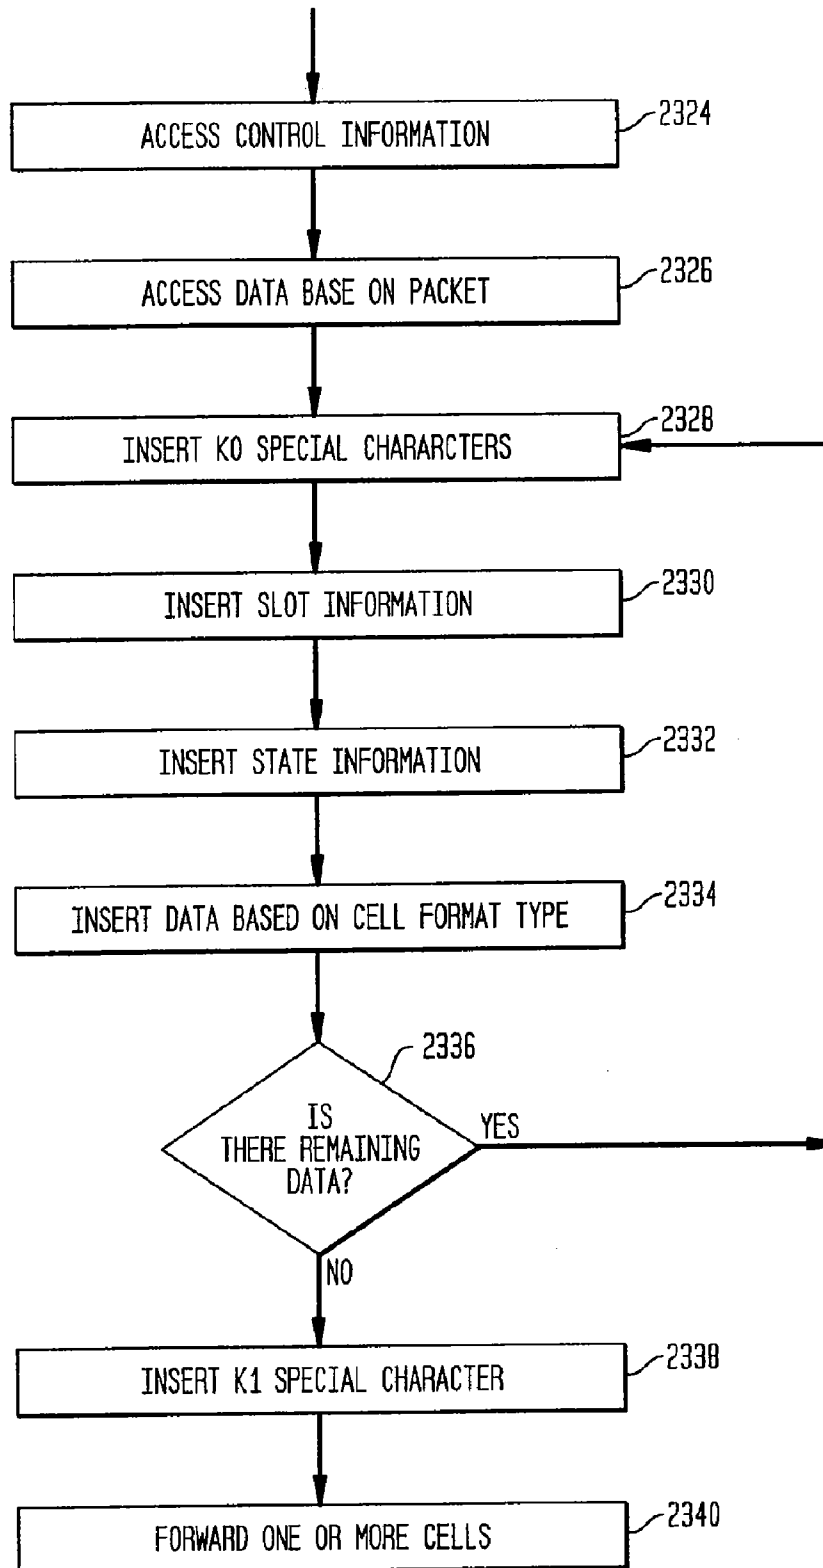 2324
ACCESS CONTROL INFORMATION
2326
ACCESS DATA BASE ON PACKET
2328
INSERT K0 SPECIAL CHARARCTERS
2330
INSERT SLOT INFORMATION
2332
INSERT STATE INFORMATION
2334
INSERT DATA BASED ON CELL FORMAT TYPE
2336
IS
THERE REMAINING
DATA?
YES
NO
2338
INSERT K1 SPECIAL CHARACTER
2340
FORWARD ONE OR MORE CELLS